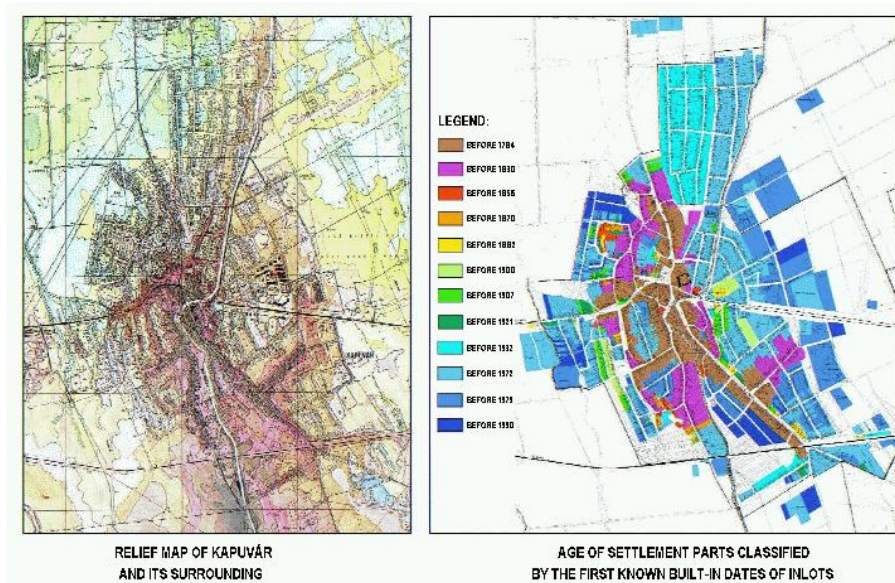 LEGEND:
BEFORE 1784
BEFORE 1830
BEFORE 1856
BEFORE 1870
BEFORE 1882
BEFORE 1900
BEFORE 1907
BEFORE 1921
BEFORE 1932
BEFORE 1972
BEFORE 1979
BEFORE 1990
KAPUVÁR
RELIEF MAP OF KAPUVÁR
AND ITS SURROUNDING
AGE OF SETTLEMENT PARTS CLASSIFIED
BY THE FIRST KNOWN BUILT-IN DATES OF INLOTS